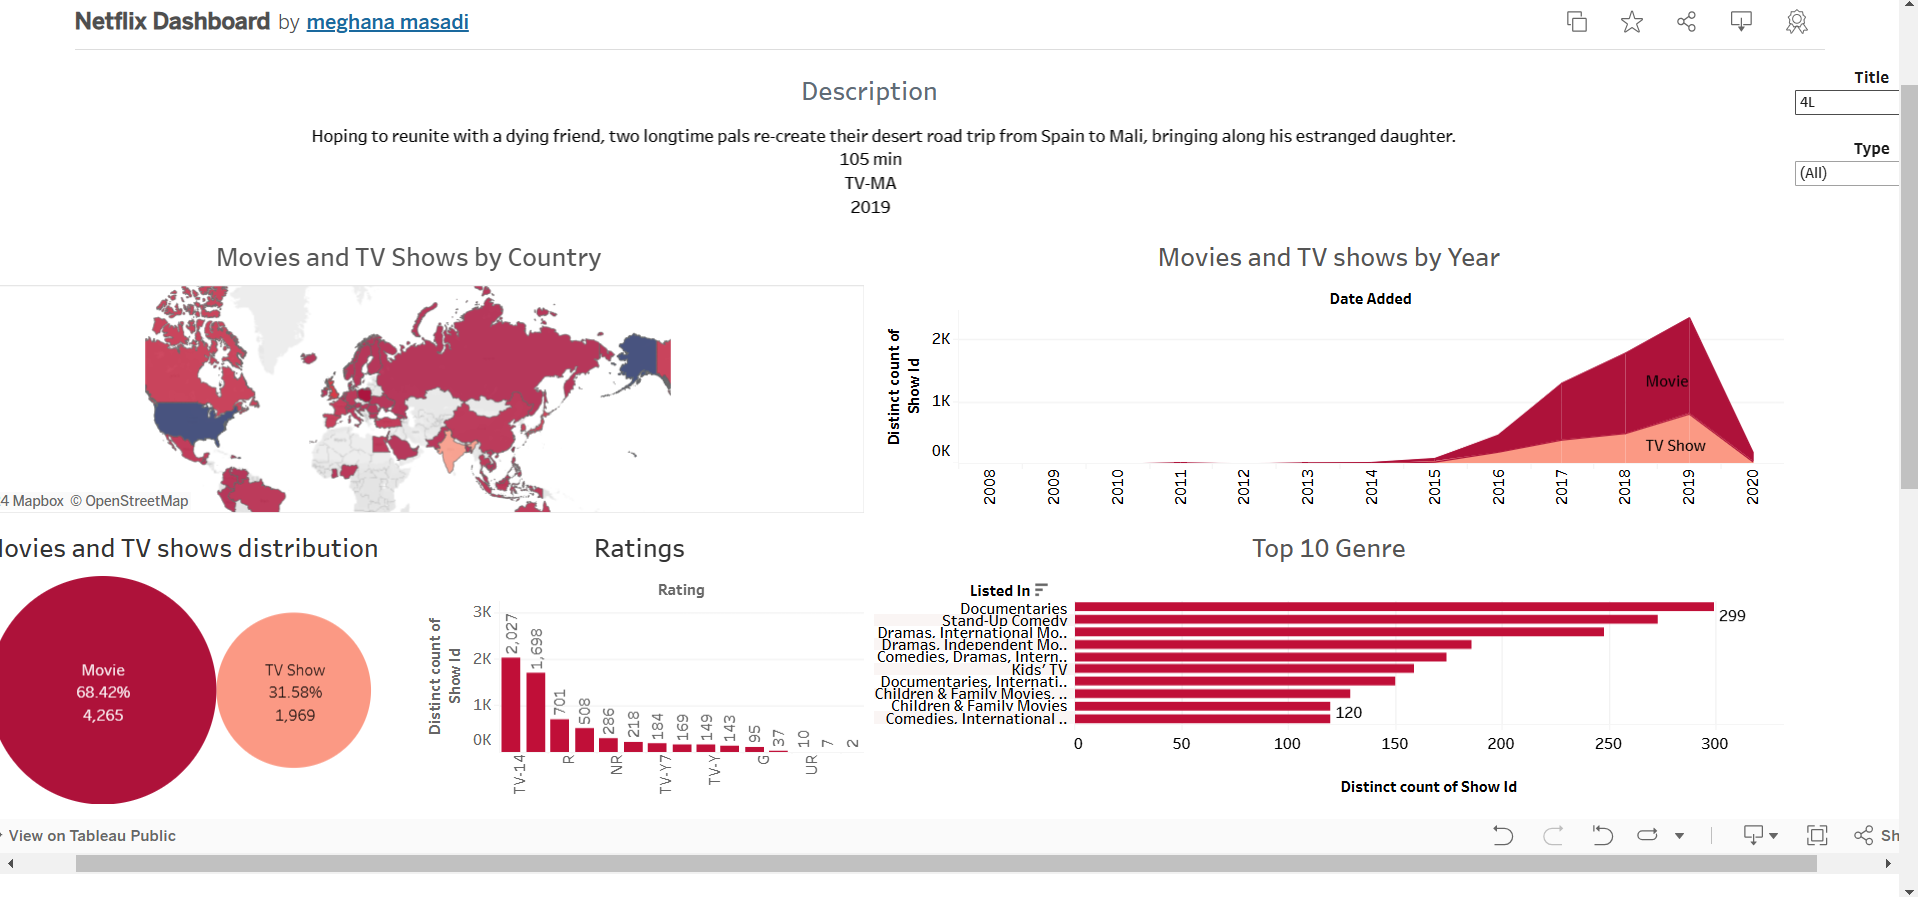 Netflix Dashboard by meghana masadi
Title
4L
Type
(All)
Description
Hoping to reunite with a dying friend, two longtime pals re-create their desert road trip from Spain to Mali, bringing along his estranged daughter.
105 min
TV-MA
2019
Movies and TV Shows by Country
4 Mapbox © OpenStreetMap
Movies and TV shows by Year
Date Added
Distinct count of
Show Id
2K
1K
0K
Movie
TV Show
2008
2009
2010
2011
2012
2013
2014
2015
2016
2017
2018
2019
2020
lovies and TV shows distribution
Movie
68.42%
4,265
TV Show
31.58%
1,969
Ratings
Rating
Distinct count of
Show Id
3K
2K
1K
0K
2,027
1,698
701
508
286
218
184
169
149
143
95
37
10
7
2
TV-14
R
NR
TV-Y7
TV-Y
G
UR
Top 10 Genre
Listed In
Documentaries
Stand-Up Comedy
Dramas, International Mo..
Dramas, Independent Mo..
Comedies, Dramas, Intern..
Kids' TV
Documentaries, Internati..
Children & Family Movies, ..
Children & Family Movies
Comedies, International ..
299
120
0
50
100
150
200
250
300
Distinct count of Show Id
View on Tableau Public
Sh